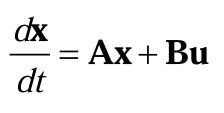 dx/dt = Ax + Bu